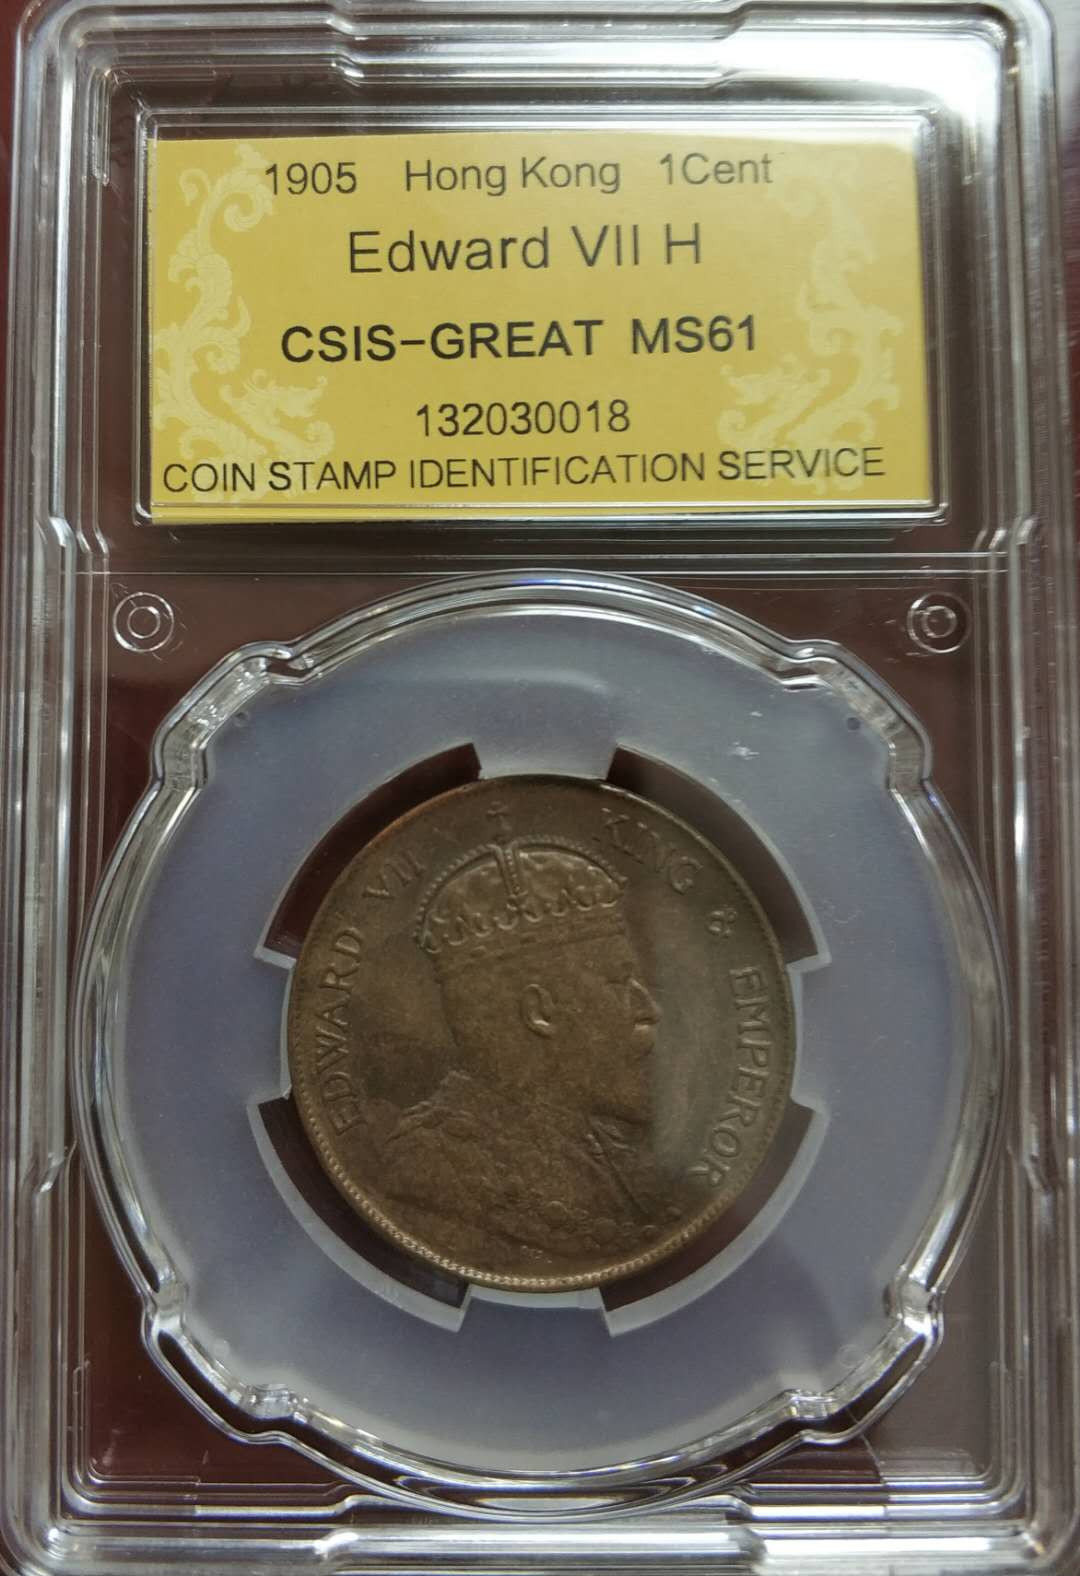 1905 Hong Kong 1Cent
Edward VII H
CSIS-GREAT MS61
132030018
COIN STAMP IDENTIFICATION SERVICE
EDWARD VII KING & EMPEROR